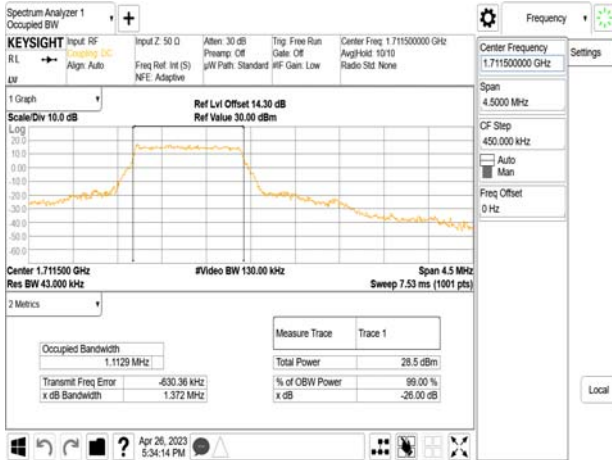 Spectrum Analyzer 1
Occupied BW
+
Frequency
KEYSIGHT
RL
LXI
Input: RF
Coupling: DC
Align: Auto
Input Z: 50 Ω
Freq Ref: Int (S)
NFE: Adaptive
Atten: 30 dB
Preamp: Off
µW Path: Standard
Trig: Free Run
Gate: Off
#IF Gain: Low
Center Freq: 1.711500000 GHz
Avg|Hold: 10/10
Radio Std: None
1 Graph
Scale/Div 10.0 dB
Ref Lvl Offset 14.30 dB
Ref Value 30.00 dBm
Log
20.0
10.0
0.00
-10.0
-20.0
-30.0
-40.0
-50.0
-60.0
Center 1.711500 GHz
Res BW 43.000 kHz
#Video BW 130.00 kHz
Span 4.5 MHz
Sweep 7.53 ms (1001 pts)
2 Metrics
Occupied Bandwidth
1.1129 MHz
Transmit Freq Error -630.36 kHz
x dB Bandwidth 1.372 MHz
Measure Trace Trace 1
Total Power 28.5 dBm
% of OBW Power 99.00 %
x dB -26.00 dB
Apr 26, 2023
5:34:14 PM
?
Center Frequency
1.711500000 GHz
Settings
Span
4.5000 MHz
CF Step
450.000 kHz
Auto
Man
Freq Offset
0 Hz
Local